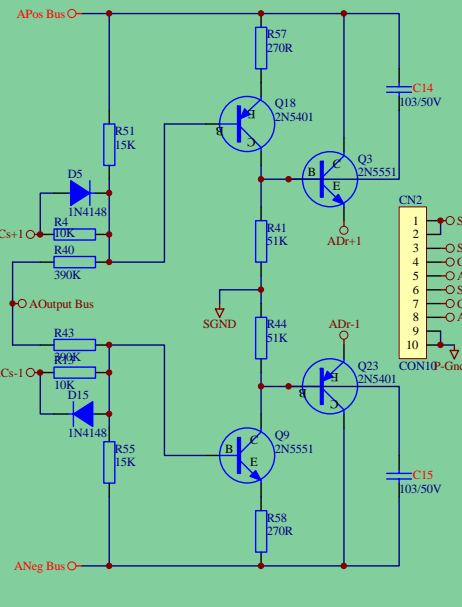 APos Bus
R57
270R
C14
103/50V
Q18
2N5401
B
E
C
R51
15K
Q3
2N5551
B
C
E
D5
1N4148
CN2
R4
10K
Cs+1
R41
51K
ADr+1
R40
390K
1
2
3
4
5
6
7
8
9
10
S
S
C
A
S
C
A
AOutput Bus
SGND
R44
51K
ADr-1
R43
390K
Cs-1
10K
Q23
2N5401
B
E
C
CON10
P-Gnd
D15
1N4148
R55
15K
Q9
2N5551
B
C
E
C15
103/50V
R58
270R
ANeg Bus